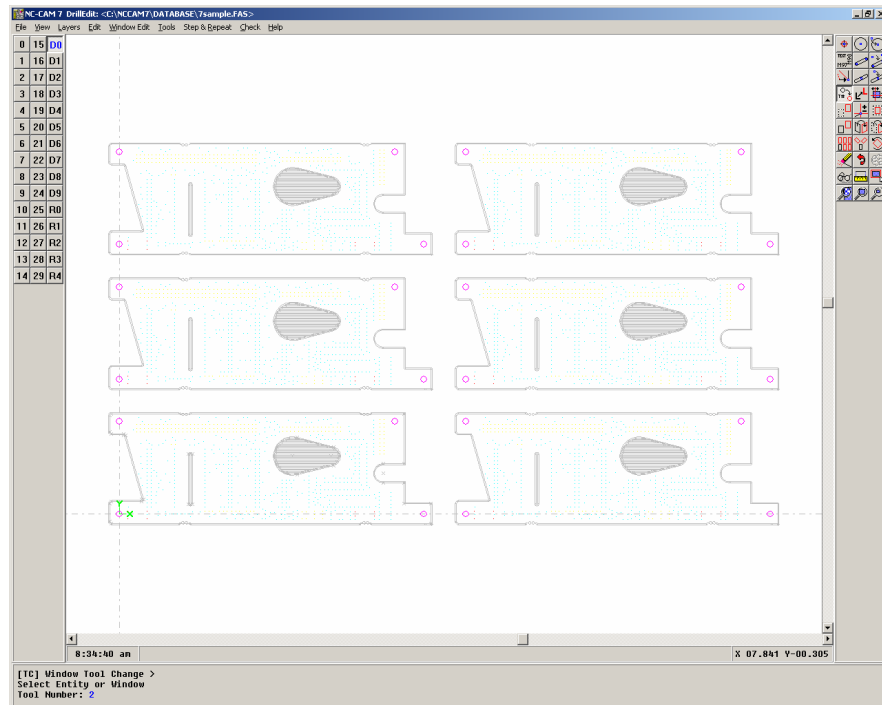 NC-CAM 7 DrillEdit: <C:\NCCAM7\DATABASE\7sample.FAS>
File View Layers Edit Window Edit Tools Step & Repeat Check Help
0 15 D0
1 16 D1
2 17 D2
3 18 D3
4 19 D4
5 20 D5
6 21 D6
7 22 D7
8 23 D8
9 24 D9
10 25 R0
11 26 R1
12 27 R2
13 28 R3
14 29 R4
Y
X
8:34:40 am
X 07.841 Y-00.305
[TC] Window Tool Change >
Select Entity or Window
Tool Number: 2